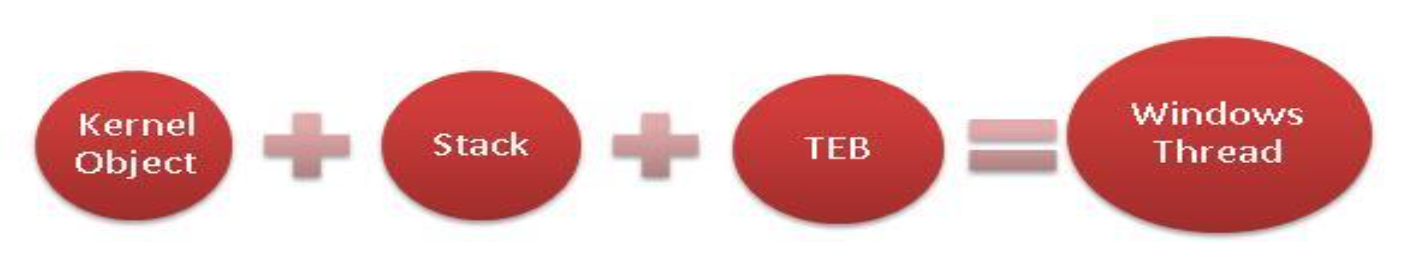 Kernel
Object
Stack
TEB
Windows
Thread